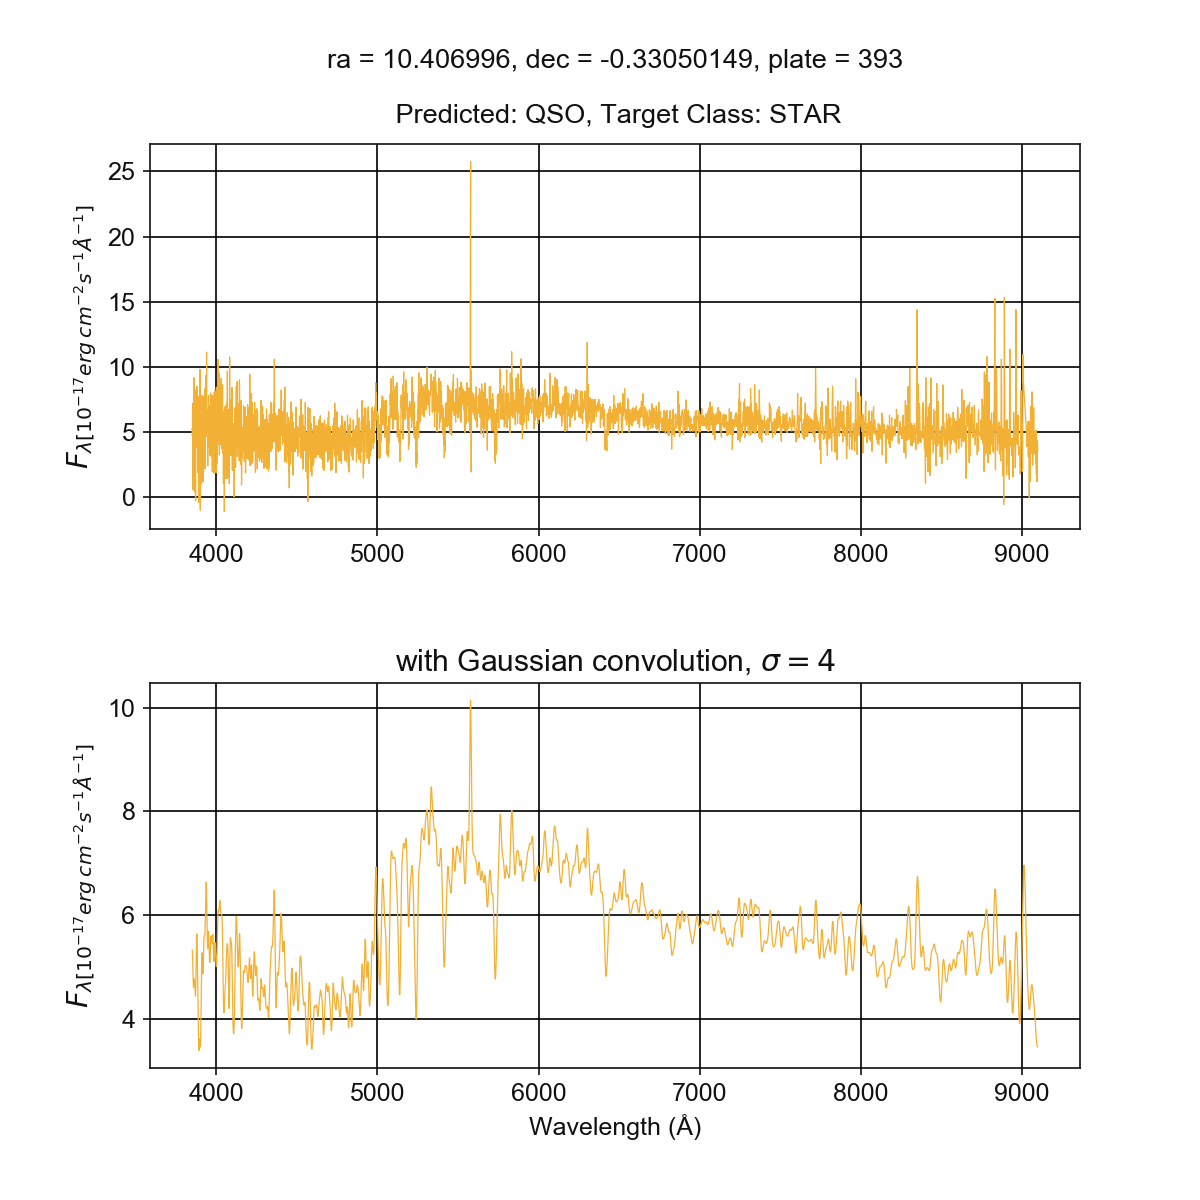 ra = 10.406996, dec = -0.33050149, plate = 393
Predicted: QSO, Target Class: STAR
F_λ[10^−17 erg cm^−2 s^−1 Å^−1]
25
20
15
10
5
0
4000 5000 6000 7000 8000 9000
with Gaussian convolution, σ = 4
F_λ[10^−17 erg cm^−2 s^−1 Å^−1]
10
8
6
4
4000 5000 6000 7000 8000 9000
Wavelength (Å)